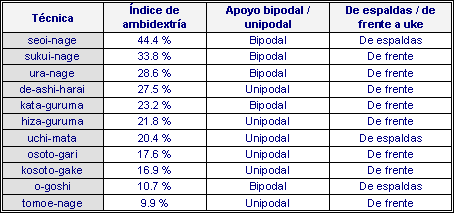 Técnica Índice de ambidextría Apoyo bipodal / unipodal De espaldas / de frente a uke
seoi-nage 44.4 % Bipodal De espaldas
sukui-nage 33.8 % Bipodal De frente
ura-nage 28.6 % Bipodal De frente
de-ashi-harai 27.5 % Unipodal De frente
kata-guruma 23.2 % Bipodal De frente
hiza-guruma 21.8 % Unipodal De frente
uchi-mata 20.4 % Unipodal De espaldas
osoto-gari 17.6 % Unipodal De frente
kosoto-gake 16.9 % Unipodal De frente
o-goshi 10.7 % Bipodal De espaldas
tomoe-nage 9.9 % Unipodal De frente